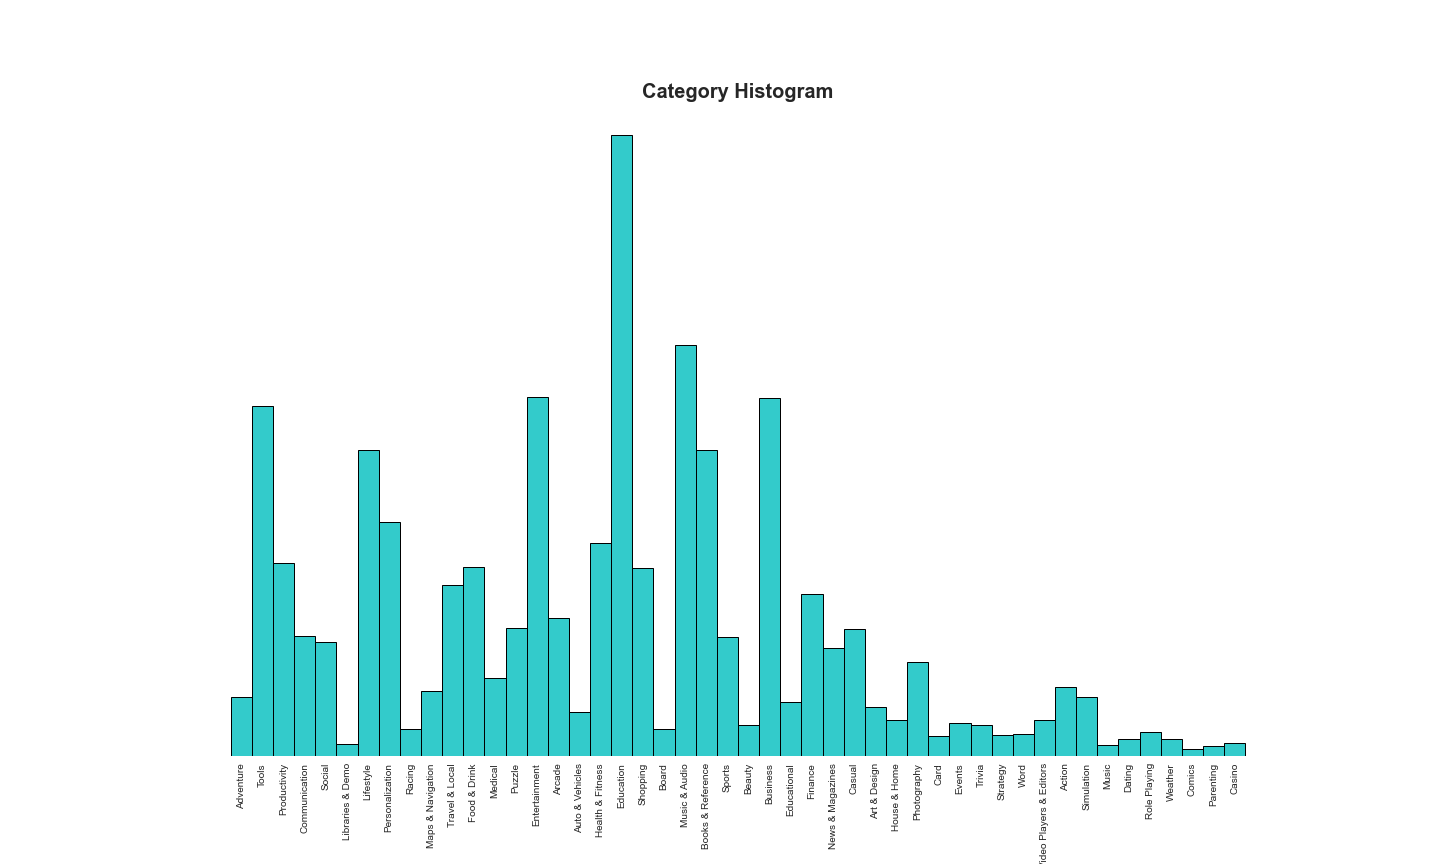 Category Histogram
Adventure
Tools
Productivity
Communication
Social
Libraries & Demo
Lifestyle
Personalization
Racing
Maps & Navigation
Travel & Local
Food & Drink
Medical
Puzzle
Entertainment
Arcade
Auto & Vehicles
Health & Fitness
Education
Shopping
Board
Music & Audio
Books & Reference
Sports
Beauty
Business
Educational
Finance
News & Magazines
Casual
Art & Design
House & Home
Photography
Card
Events
Trivia
Strategy
Word
Video Players & Editors
Action
Simulation
Music
Dating
Role Playing
Weather
Comics
Parenting
Casino